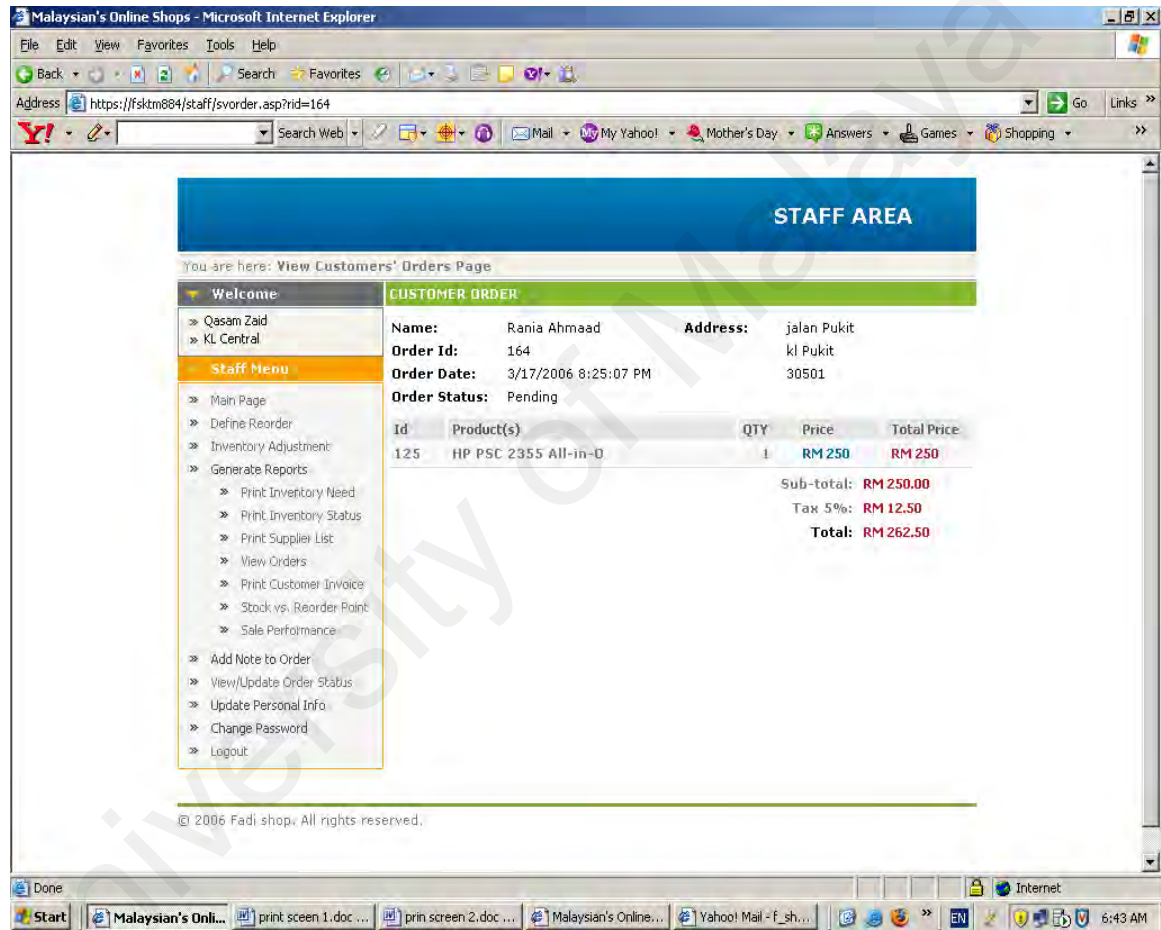 Malaysian's Online Shops - Microsoft Internet Explorer
File Edit View Favorites Tools Help
Back Search Favorites
Address https://fsktm884/staff/svorder.asp?rid=164 Go Links »
Y! Search Web Mail My Yahoo! Mother's Day Answers Games Shopping »
STAFF AREA
You are here: View Customers' Orders Page
Welcome
» Qasam Zaid
» KL Central
Staff Menu
» Main Page
» Define Reorder
» Inventory Adjustment
» Generate Reports
» Print Inventory Need
» Print Inventory Status
» Print Supplier List
» View Orders
» Print Customer Invoice
» Stock vs. Reorder Point
» Sale Performance
» Add Note to Order
» View/Update Order Status
» Update Personal Info
» Change Password
» Logout
CUSTOMER ORDER
Name: Rania Ahmaad Address: jalan Pukit
Order Id: 164 kl Pukit
Order Date: 3/17/2006 8:25:07 PM 30501
Order Status: Pending
Id Product(s) QTY Price Total Price
125 HP PSC 2355 All-in-O 1 RM 250 RM 250
Sub-total: RM 250.00
Tax 5%: RM 12.50
Total: RM 262.50
© 2006 Fadi shop. All rights reserved.
Done Internet
Start Malaysian's Onli... print sceen 1.doc ... prin screen 2.doc ... Malaysian's Online... Yahoo! Mail - f_sh... » EN 6:43 AM
University of Malaya